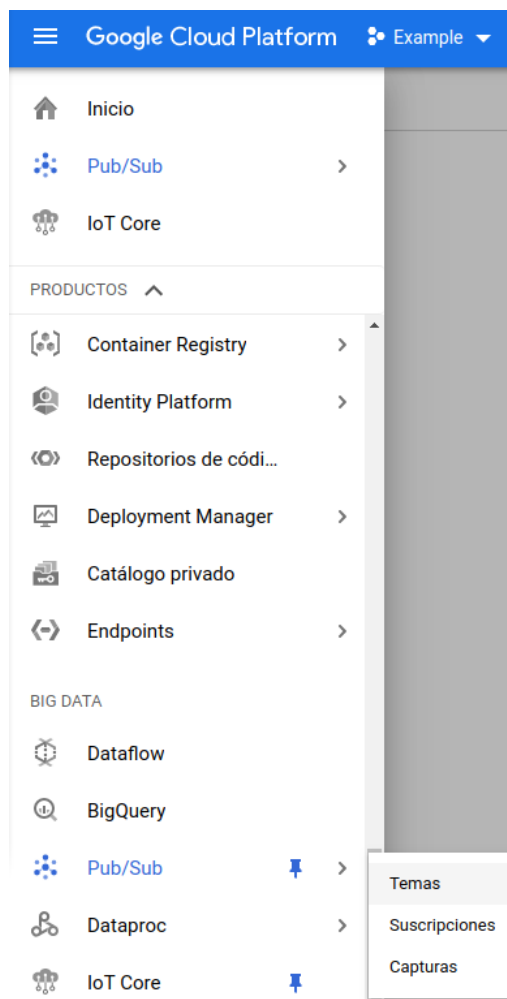 Google Cloud Platform Example
Inicio
Pub/Sub
IoT Core
PRODUCTOS
Container Registry
Identity Platform
Repositorios de códi...
Deployment Manager
Catálogo privado
Endpoints
BIG DATA
Dataflow
BigQuery
Pub/Sub
Temas
Suscripciones
Capturas
Dataproc
IoT Core